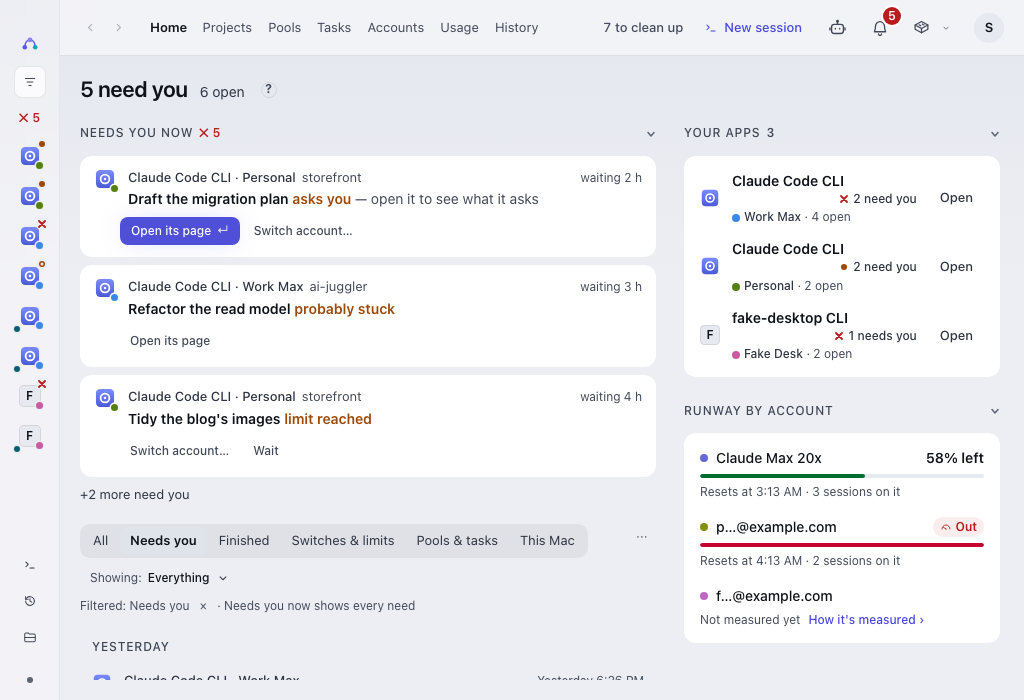 Home Projects Pools Tasks Accounts Usage History 7 to clean up New session 5 S
5 need you 6 open ?
5
NEEDS YOU NOW 5
Claude Code CLI · Personal storefront waiting 2 h
Draft the migration plan asks you — open it to see what it asks
Open its page ↵ Switch account...
Claude Code CLI · Work Max ai-juggler waiting 3 h
Refactor the read model probably stuck
Open its page
Claude Code CLI · Personal storefront waiting 4 h
Tidy the blog's images limit reached
Switch account... Wait
+2 more need you
All Needs you Finished Switches & limits Pools & tasks This Mac ...
Showing: Everything
Filtered: Needs you × · Needs you now shows every need
YESTERDAY
Claude Code CLI · Work Max Yesterday 6:26 PM
YOUR APPS 3
Claude Code CLI
2 need you Open
Work Max · 4 open
Claude Code CLI
2 need you Open
Personal · 2 open
F fake-desktop CLI
1 needs you Open
Fake Desk · 2 open
RUNWAY BY ACCOUNT
Claude Max 20x 58% left
Resets at 3:13 AM · 3 sessions on it
p...@example.com Out
Resets at 4:13 AM · 2 sessions on it
f...@example.com
Not measured yet How it's measured ›
F
F